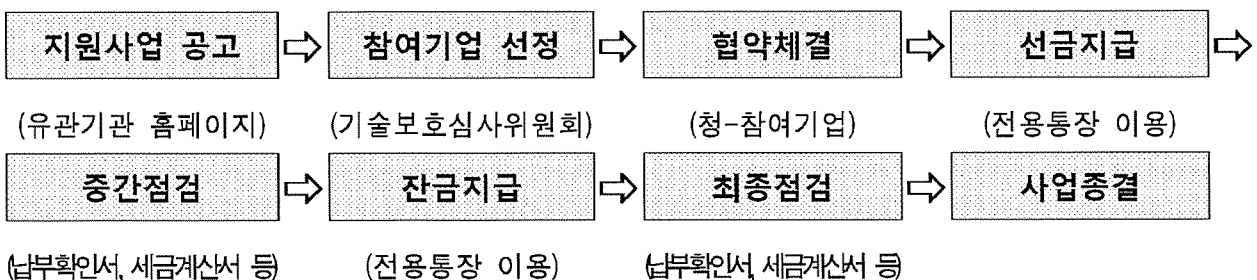 지원사업 공고 ⇨ 참여기업 선정 ⇨ 협약체결 ⇨ 선금지급 ⇨
(유관기관 홈페이지) (기술보호심사위원회) (청-참여기업) (전용통장 이용)
중간점검 ⇨ 잔금지급 ⇨ 최종점검 ⇨ 사업종결
(납부확인서, 세금계산서 등) (전용통장 이용) (납부확인서, 세금계산서 등)